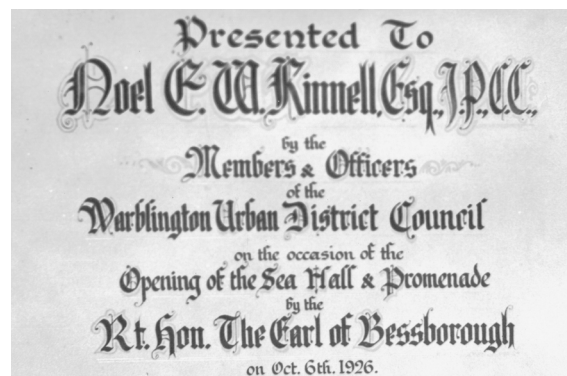 Presented To
Noel E. W. Kinnell, Esq., J.P., C.C.,
by the
Members & Officers
of the
Warblington Urban District Council
on the occasion of the
Opening of the Sea Wall & Promenade
by the
Rt. Hon. The Earl of Bessborough
on Oct. 6th. 1926.